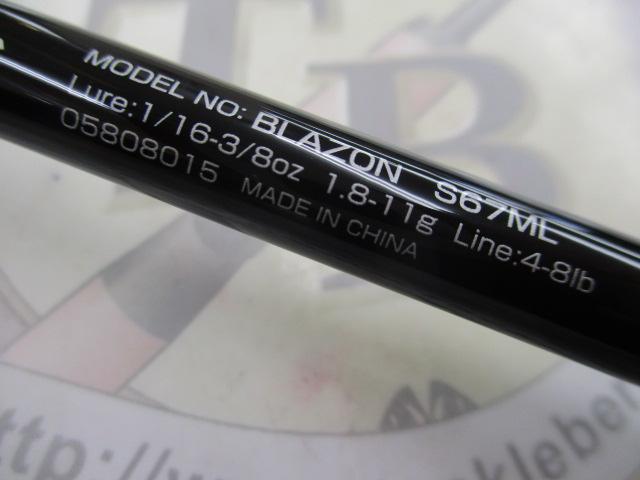 MODEL NO: BLAZON S67ML
Lure:1/16-3/8oz 1.8-11g Line:4-8lb
05808015 MADE IN CHINA
TB